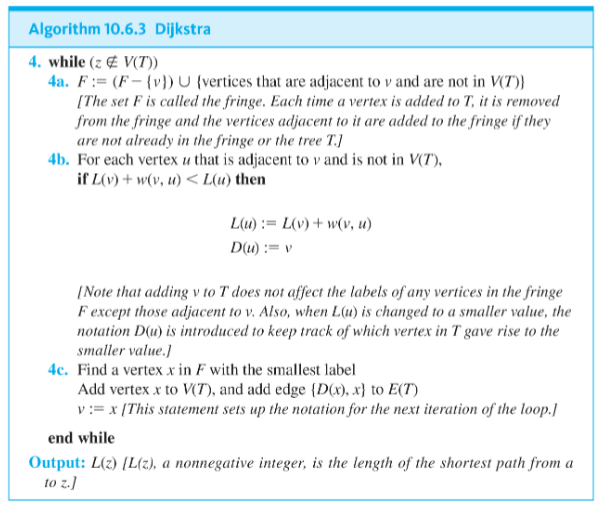 Algorithm 10.6.3 Dijkstra
4. while (z ∉ V(T))
4a. F := (F − {v}) ∪ {vertices that are adjacent to v and are not in V(T)}
[The set F is called the fringe. Each time a vertex is added to T, it is removed
from the fringe and the vertices adjacent to it are added to the fringe if they
are not already in the fringe or the tree T.]
4b. For each vertex u that is adjacent to v and is not in V(T),
if L(v) + w(v, u) < L(u) then
L(u) := L(v) + w(v, u)
D(u) := v
[Note that adding v to T does not affect the labels of any vertices in the fringe
F except those adjacent to v. Also, when L(u) is changed to a smaller value, the
notation D(u) is introduced to keep track of which vertex in T gave rise to the
smaller value.]
4c. Find a vertex x in F with the smallest label
Add vertex x to V(T), and add edge {D(x), x} to E(T)
v := x [This statement sets up the notation for the next iteration of the loop.]
end while
Output: L(z) [L(z), a nonnegative integer, is the length of the shortest path from a
to z.]